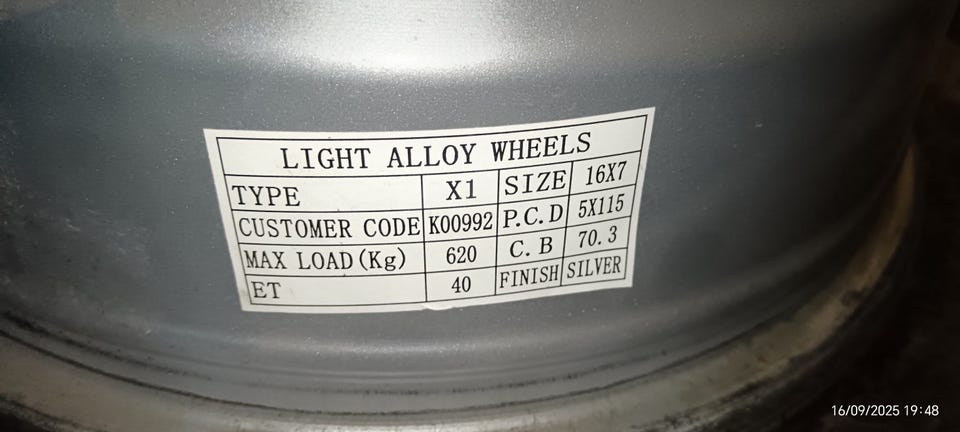 LIGHT ALLOY WHEELS
TYPE X1 SIZE 16X7
CUSTOMER CODE K00992 P.C.D 5X115
MAX LOAD(Kg) 620 C.B 70.3
ET 40 FINISH SILVER
16/09/2025 19:48